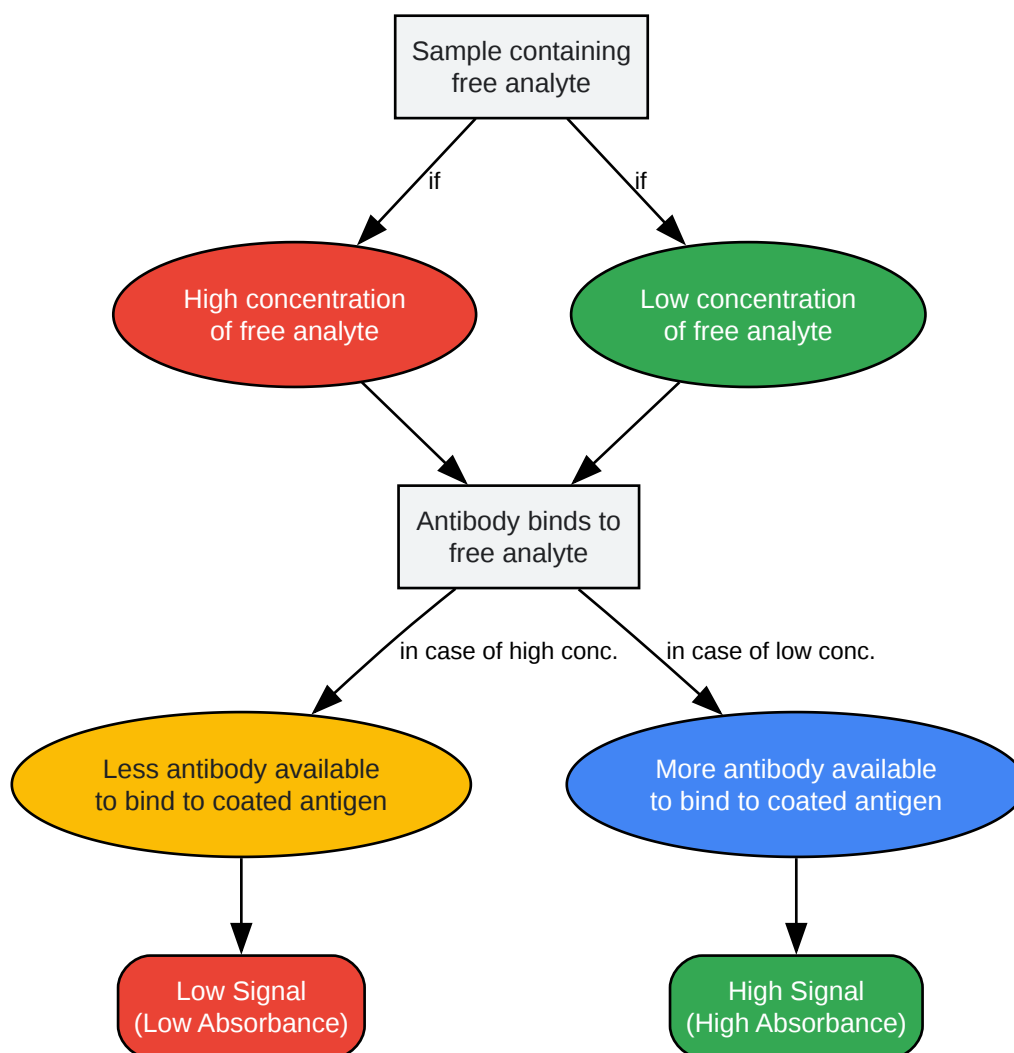 Sample containing
free analyte
if
if
High concentration
of free analyte
Low concentration
of free analyte
Antibody binds to
free analyte
in case of high conc.
in case of low conc.
Less antibody available
to bind to coated antigen
More antibody available
to bind to coated antigen
Low Signal
(Low Absorbance)
High Signal
(High Absorbance)